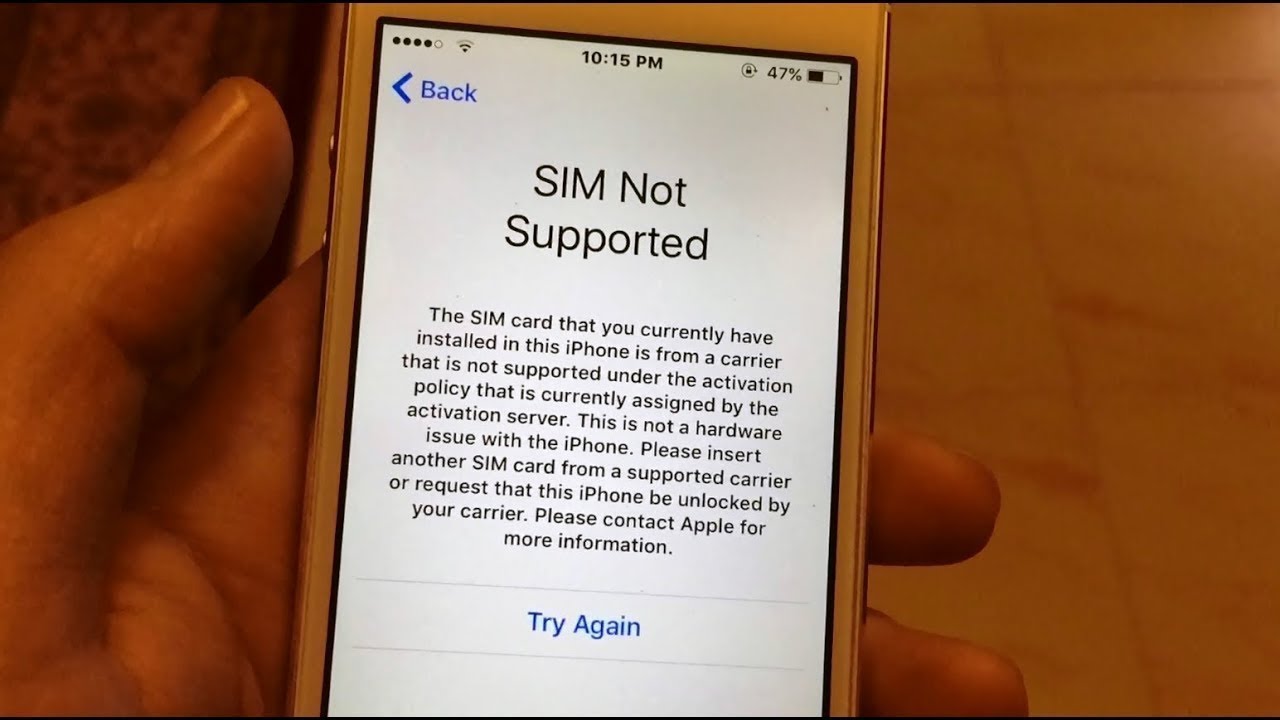 10:15 PM
47%
Back
SIM Not
Supported
The SIM card that you currently have
installed in this iPhone is from a carrier
that is not supported under the activation
policy that is currently assigned by the
activation server. This is not a hardware
issue with the iPhone. Please insert
another SIM card from a supported carrier
or request that this iPhone be unlocked by
your carrier. Please contact Apple for
more information.
Try Again